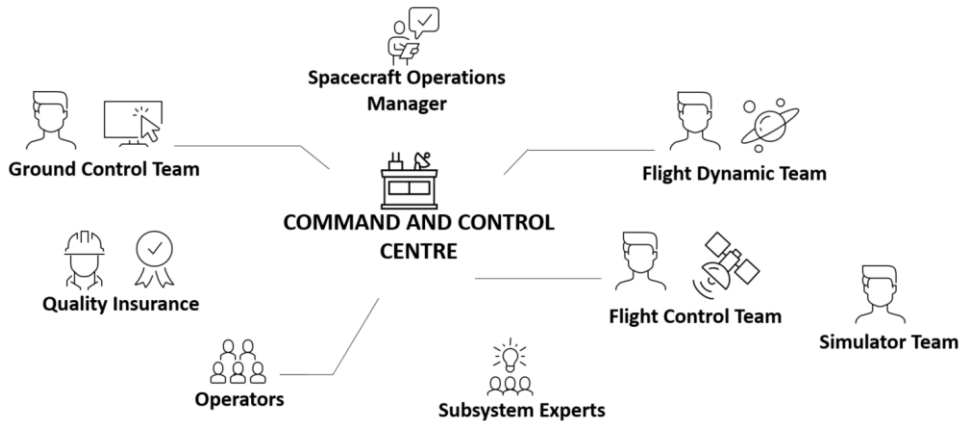 Spacecraft Operations
Manager
Ground Control Team
Flight Dynamic Team
COMMAND AND CONTROL
CENTRE
Quality Insurance
Flight Control Team
Simulator Team
Operators
Subsystem Experts